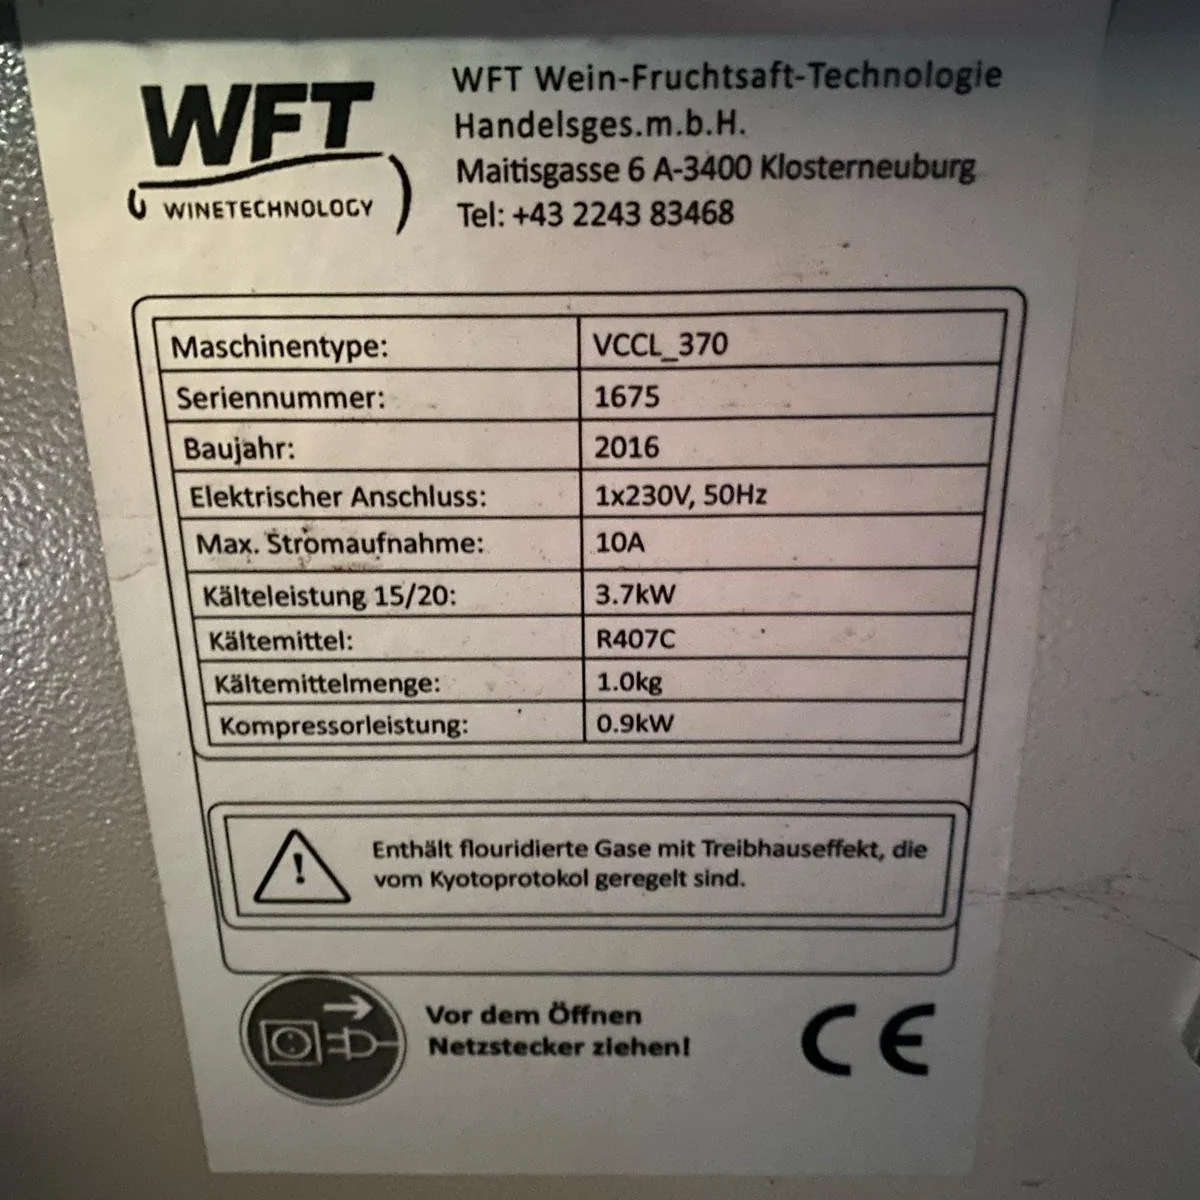 WFT
WINETECHNOLOGY
WFT Wein-Fruchtsaft-Technologie
Handelsges.m.b.H.
Maitisgasse 6 A-3400 Klosterneuburg
Tel: +43 2243 83468
Maschinentype: VCCL_370
Seriennummer: 1675
Baujahr: 2016
Elektrischer Anschluss: 1x230V, 50Hz
Max. Stromaufnahme: 10A
Kälteleistung 15/20: 3.7kW
Kältemittel: R407C
Kältemittelmenge: 1.0kg
Kompressorleistung: 0.9kW
Enthält flouridierte Gase mit Treibhauseffekt, die
vom Kyotoprotokol geregelt sind.
Vor dem Öffnen
Netzstecker ziehen!
CE